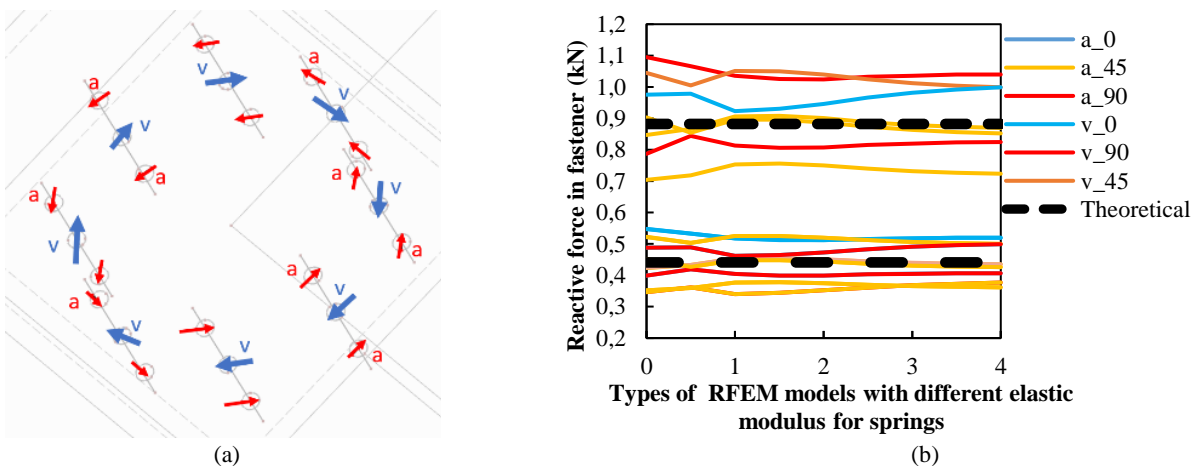 a
v
a
a
v
v
a
a
a
v
v
a
a
v
a
v
a
(a)
Reactive force in fastener (kN)
1,2
1,1
1,0
0,9
0,8
0,7
0,6
0,5
0,4
0,3
0,2
0 1 2 3 4
Types of RFEM models with different elastic
modulus for springs
a_0
a_45
a_90
v_0
v_90
v_45
Theoretical
(b)